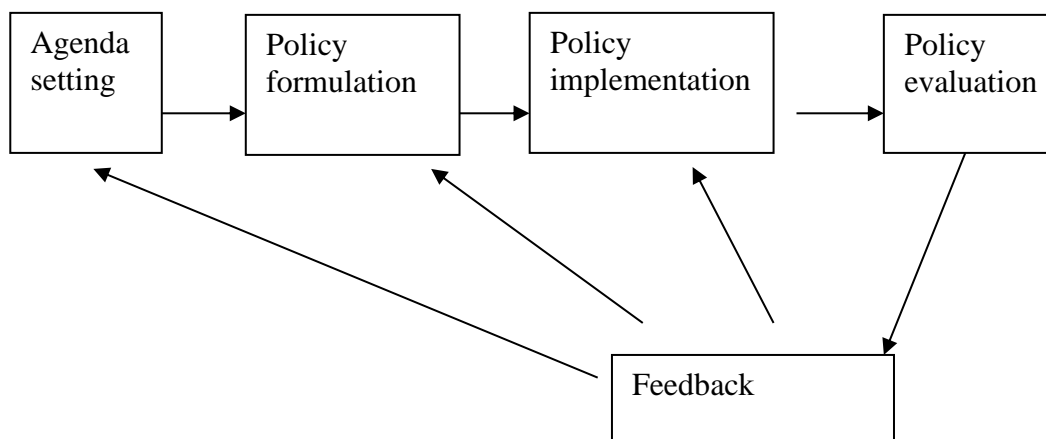 Agenda
setting
Policy
formulation
Policy
implementation
Policy
evaluation
Feedback